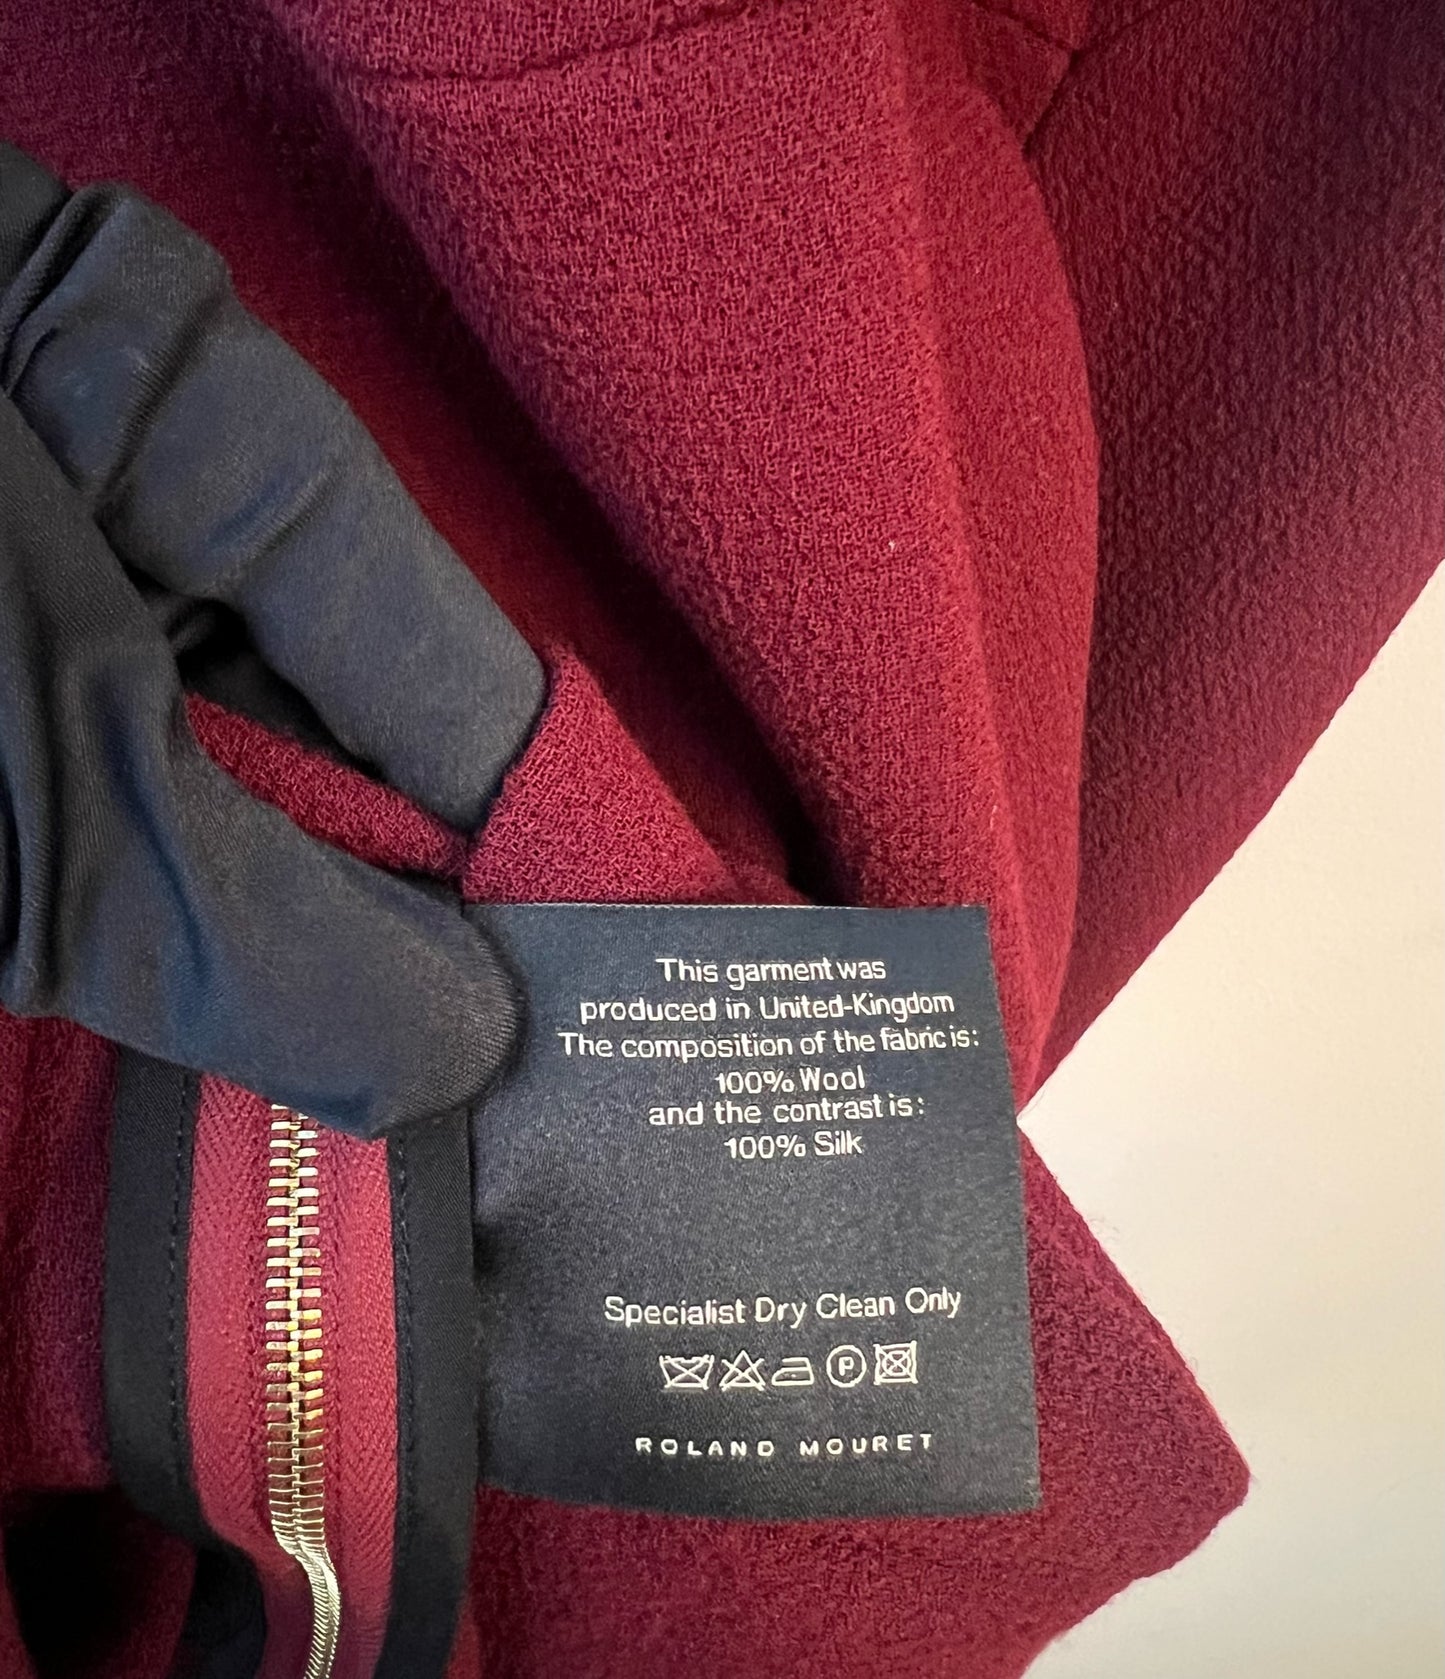 This garment was
produced in United-Kingdom
The composition of the fabric is:
100% Wool
and the contrast is:
100% Silk
Specialist Dry Clean Only
P
ROLAND MOURET